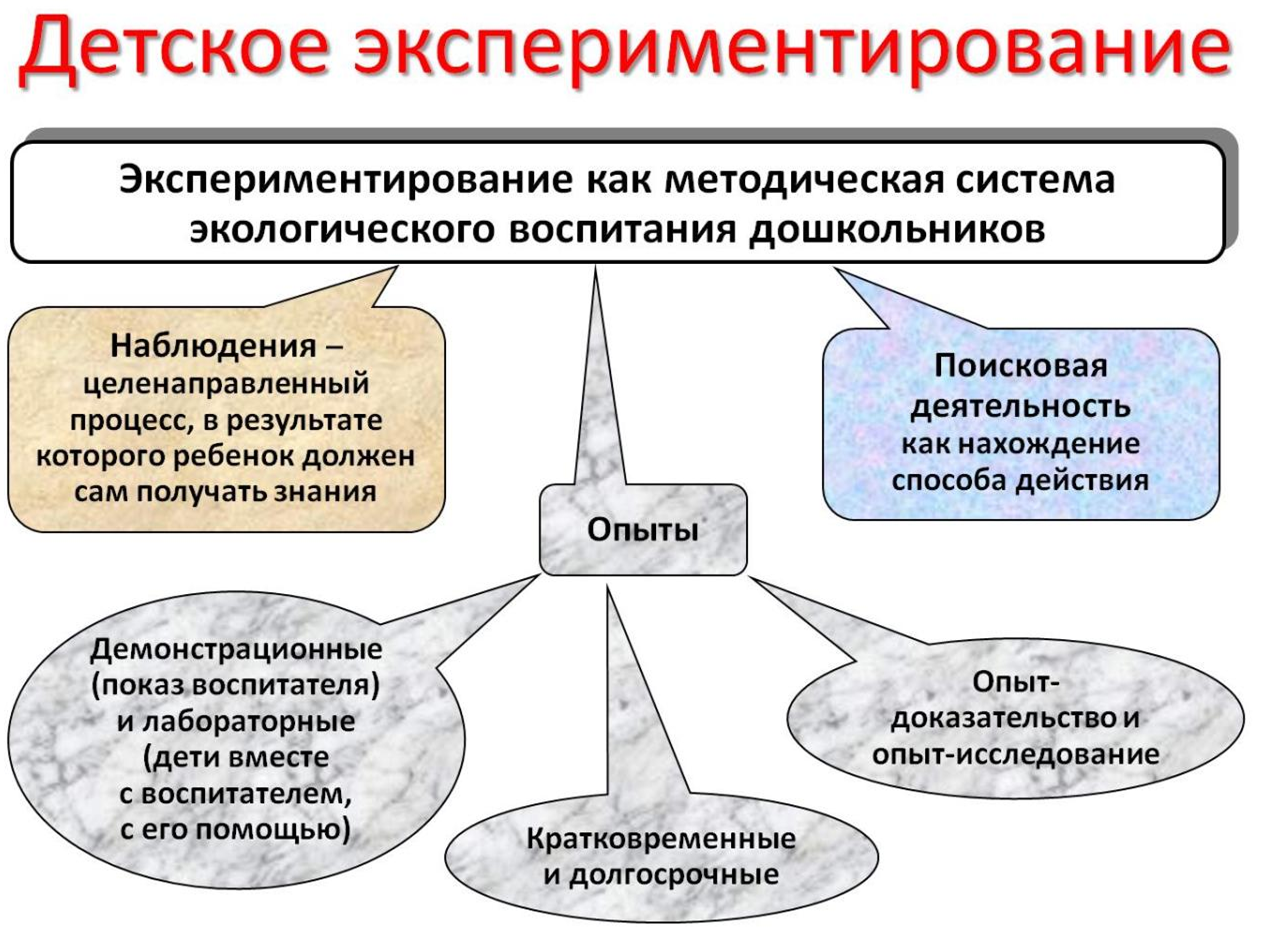 Детское экспериментирование
Экспериментирование как методическая система
экологического воспитания дошкольников
Наблюдения –
целенаправленный
процесс, в результате
которого ребенок должен
сам получать знания
Поисковая
деятельность
как нахождение
способа действия
Опыты
Демонстрационные
(показ воспитателя)
и лабораторные
(дети вместе
с воспитателем,
с его помощью)
Кратковременные
и долгосрочные
Опыт-
доказательство и
опыт-исследование